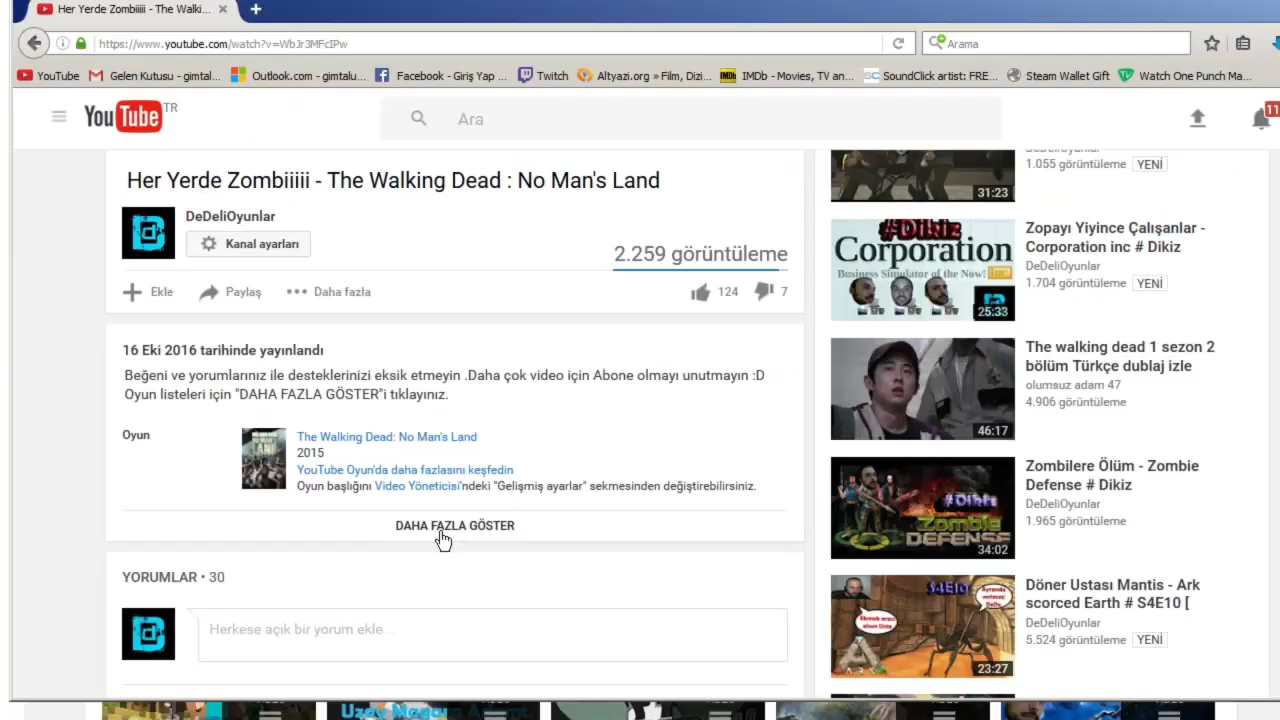 Her Yerde Zombiiiii - The Walki...
https://www.youtube.com/watch?v=WbJr3MFcIPw
Arama
YouTube
Gelen Kutusu - gimtal...
Outlook.com - gimtalu...
Facebook - Giriş Yap ...
Twitch
Altyazi.org » Film, Dizi...
IMDb - Movies, TV an...
SoundClick artist: FRE...
Steam Wallet Gift
Watch One Punch Ma...
YouTube TR
Ara
11
Her Yerde Zombiiiii - The Walking Dead : No Man's Land
DeDeliOyunlar
Kanal ayarları
2.259 görüntüleme
Ekle
Paylaş
Daha fazla
124
7
16 Eki 2016 tarihinde yayınlandı
Beğeni ve yorumlarınız ile desteklerinizi eksik etmeyin .Daha çok video için Abone olmayı unutmayın :D
Oyun listeleri için "DAHA FAZLA GÖSTER"i tıklayınız.
Oyun
The Walking Dead: No Man's Land
2015
YouTube Oyun'da daha fazlasını keşfedin
Oyun başlığını Video Yöneticisi'ndeki "Gelişmiş ayarlar" sekmesinden değiştirebilirsiniz.
DAHA FAZLA GÖSTER
YORUMLAR • 30
Herkese açık bir yorum ekle...
DeDeliOyunlar
1.055 görüntüleme YENİ
31:23
#Dikiz
Corporation
Business Simulator of the Now! Inc.
25:33
Zopayı Yiyince Çalışanlar -
Corporation inc # Dikiz
DeDeliOyunlar
1.704 görüntüleme YENİ
46:17
The walking dead 1 sezon 2
bölüm Türkçe dublaj izle
olumsuz adam 47
4.906 görüntüleme
#Dikiz
Zombie
DEFENSE
34:02
Zombilere Ölüm - Zombie
Defense # Dikiz
DeDeliOyunlar
1.965 görüntüleme
S4E10
23:27
Döner Ustası Mantis - Ark
scorched Earth # S4E10 [
DeDeliOyunlar
5.524 görüntüleme YENİ
Uzay Mağası